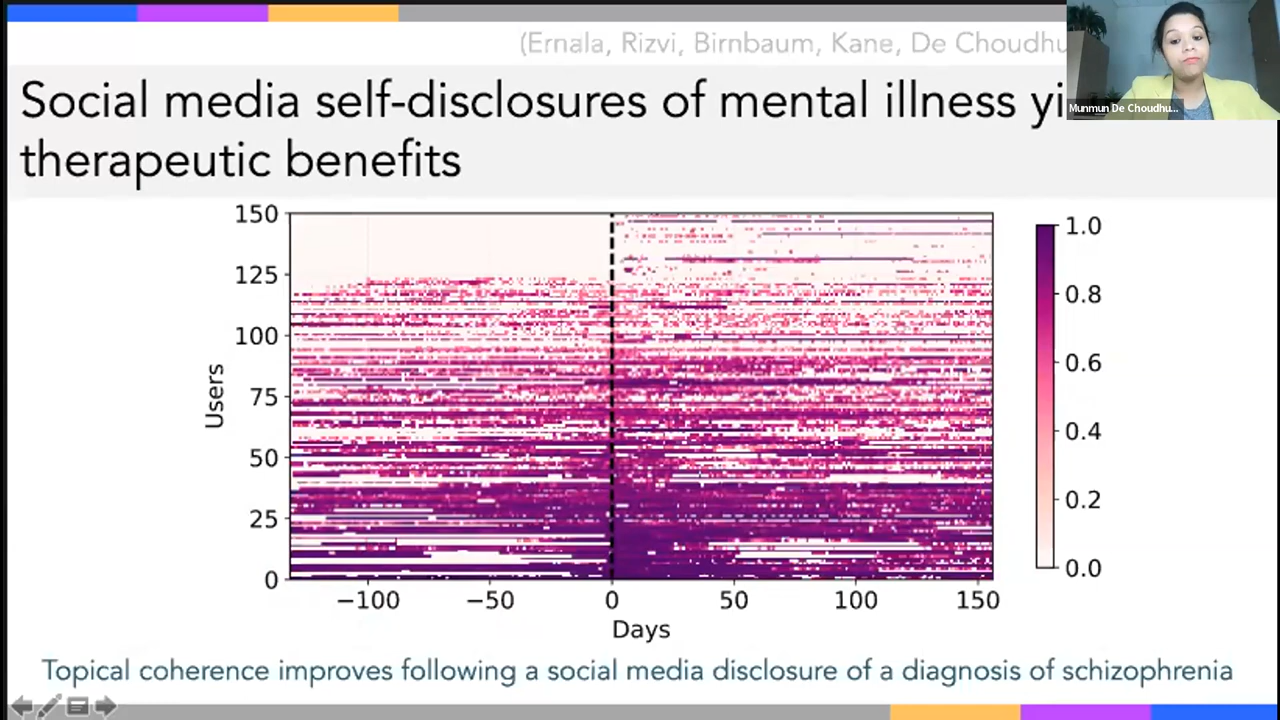 (Ernala, Rizvi, Birnbaum, Kane, De Choudhu
Munmun De Choudhu...
Social media self-disclosures of mental illness yi
therapeutic benefits
150
125
100
75
50
25
0
Users
−100 −50 0 50 100 150
Days
1.0
0.8
0.6
0.4
0.2
0.0
Topical coherence improves following a social media disclosure of a diagnosis of schizophrenia